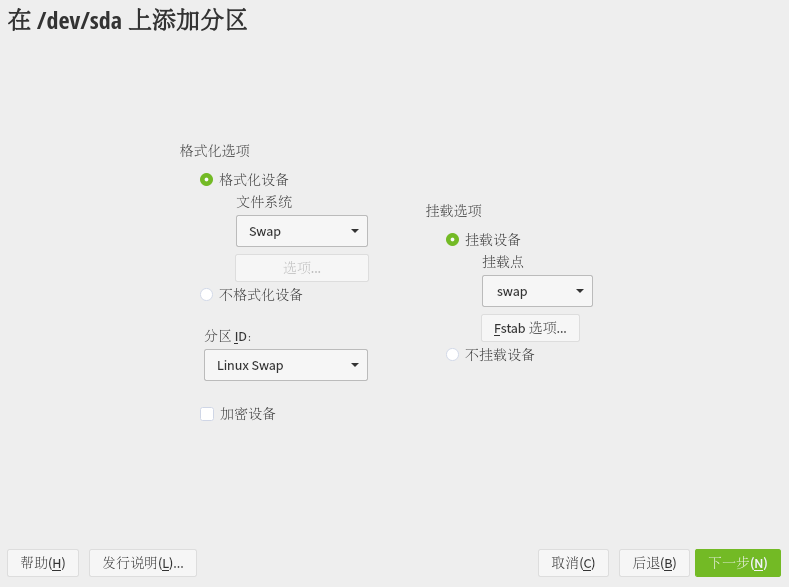 在 /dev/sda 上添加分区
格式化选项
格式化设备
文件系统
Swap
选项...
不格式化设备
分区 ID:
Linux Swap
加密设备
挂载选项
挂载设备
挂载点
swap
Fstab 选项...
不挂载设备
帮助(H)
发行说明(L)...
取消(C)
后退(B)
下一步(N)